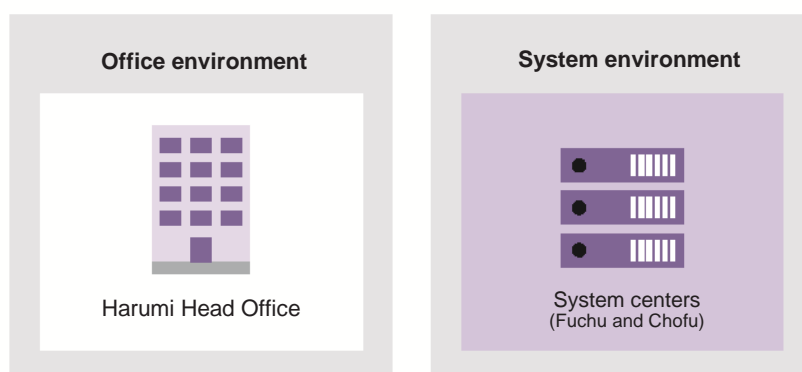 Office environment
Harumi Head Office
System environment
System centers
(Fuchu and Chofu)